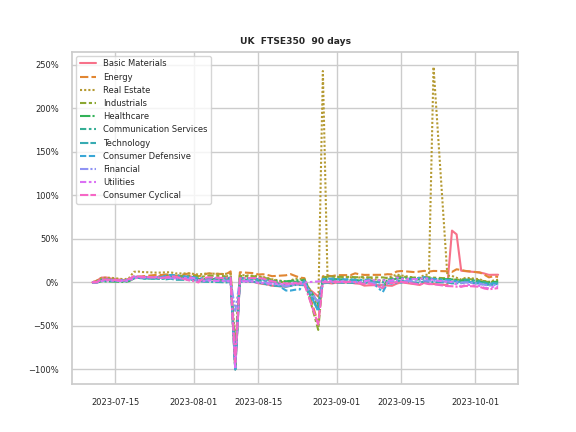 UK FTSE350 90 days
250%
200%
150%
100%
50%
0%
−50%
−100%
Basic Materials
Energy
Real Estate
Industrials
Healthcare
Communication Services
Technology
Consumer Defensive
Financial
Utilities
Consumer Cyclical
2023-07-15
2023-08-01
2023-08-15
2023-09-01
2023-09-15
2023-10-01